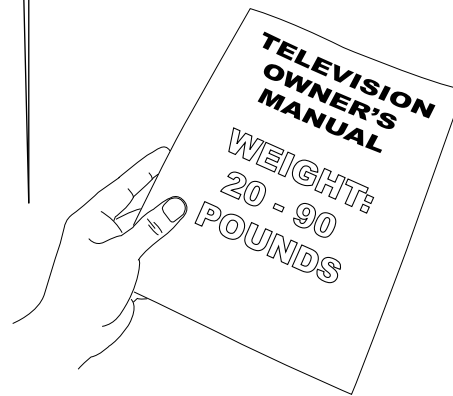 TELEVISION
OWNER'S
MANUAL
WEIGHT:
20 - 90
POUNDS